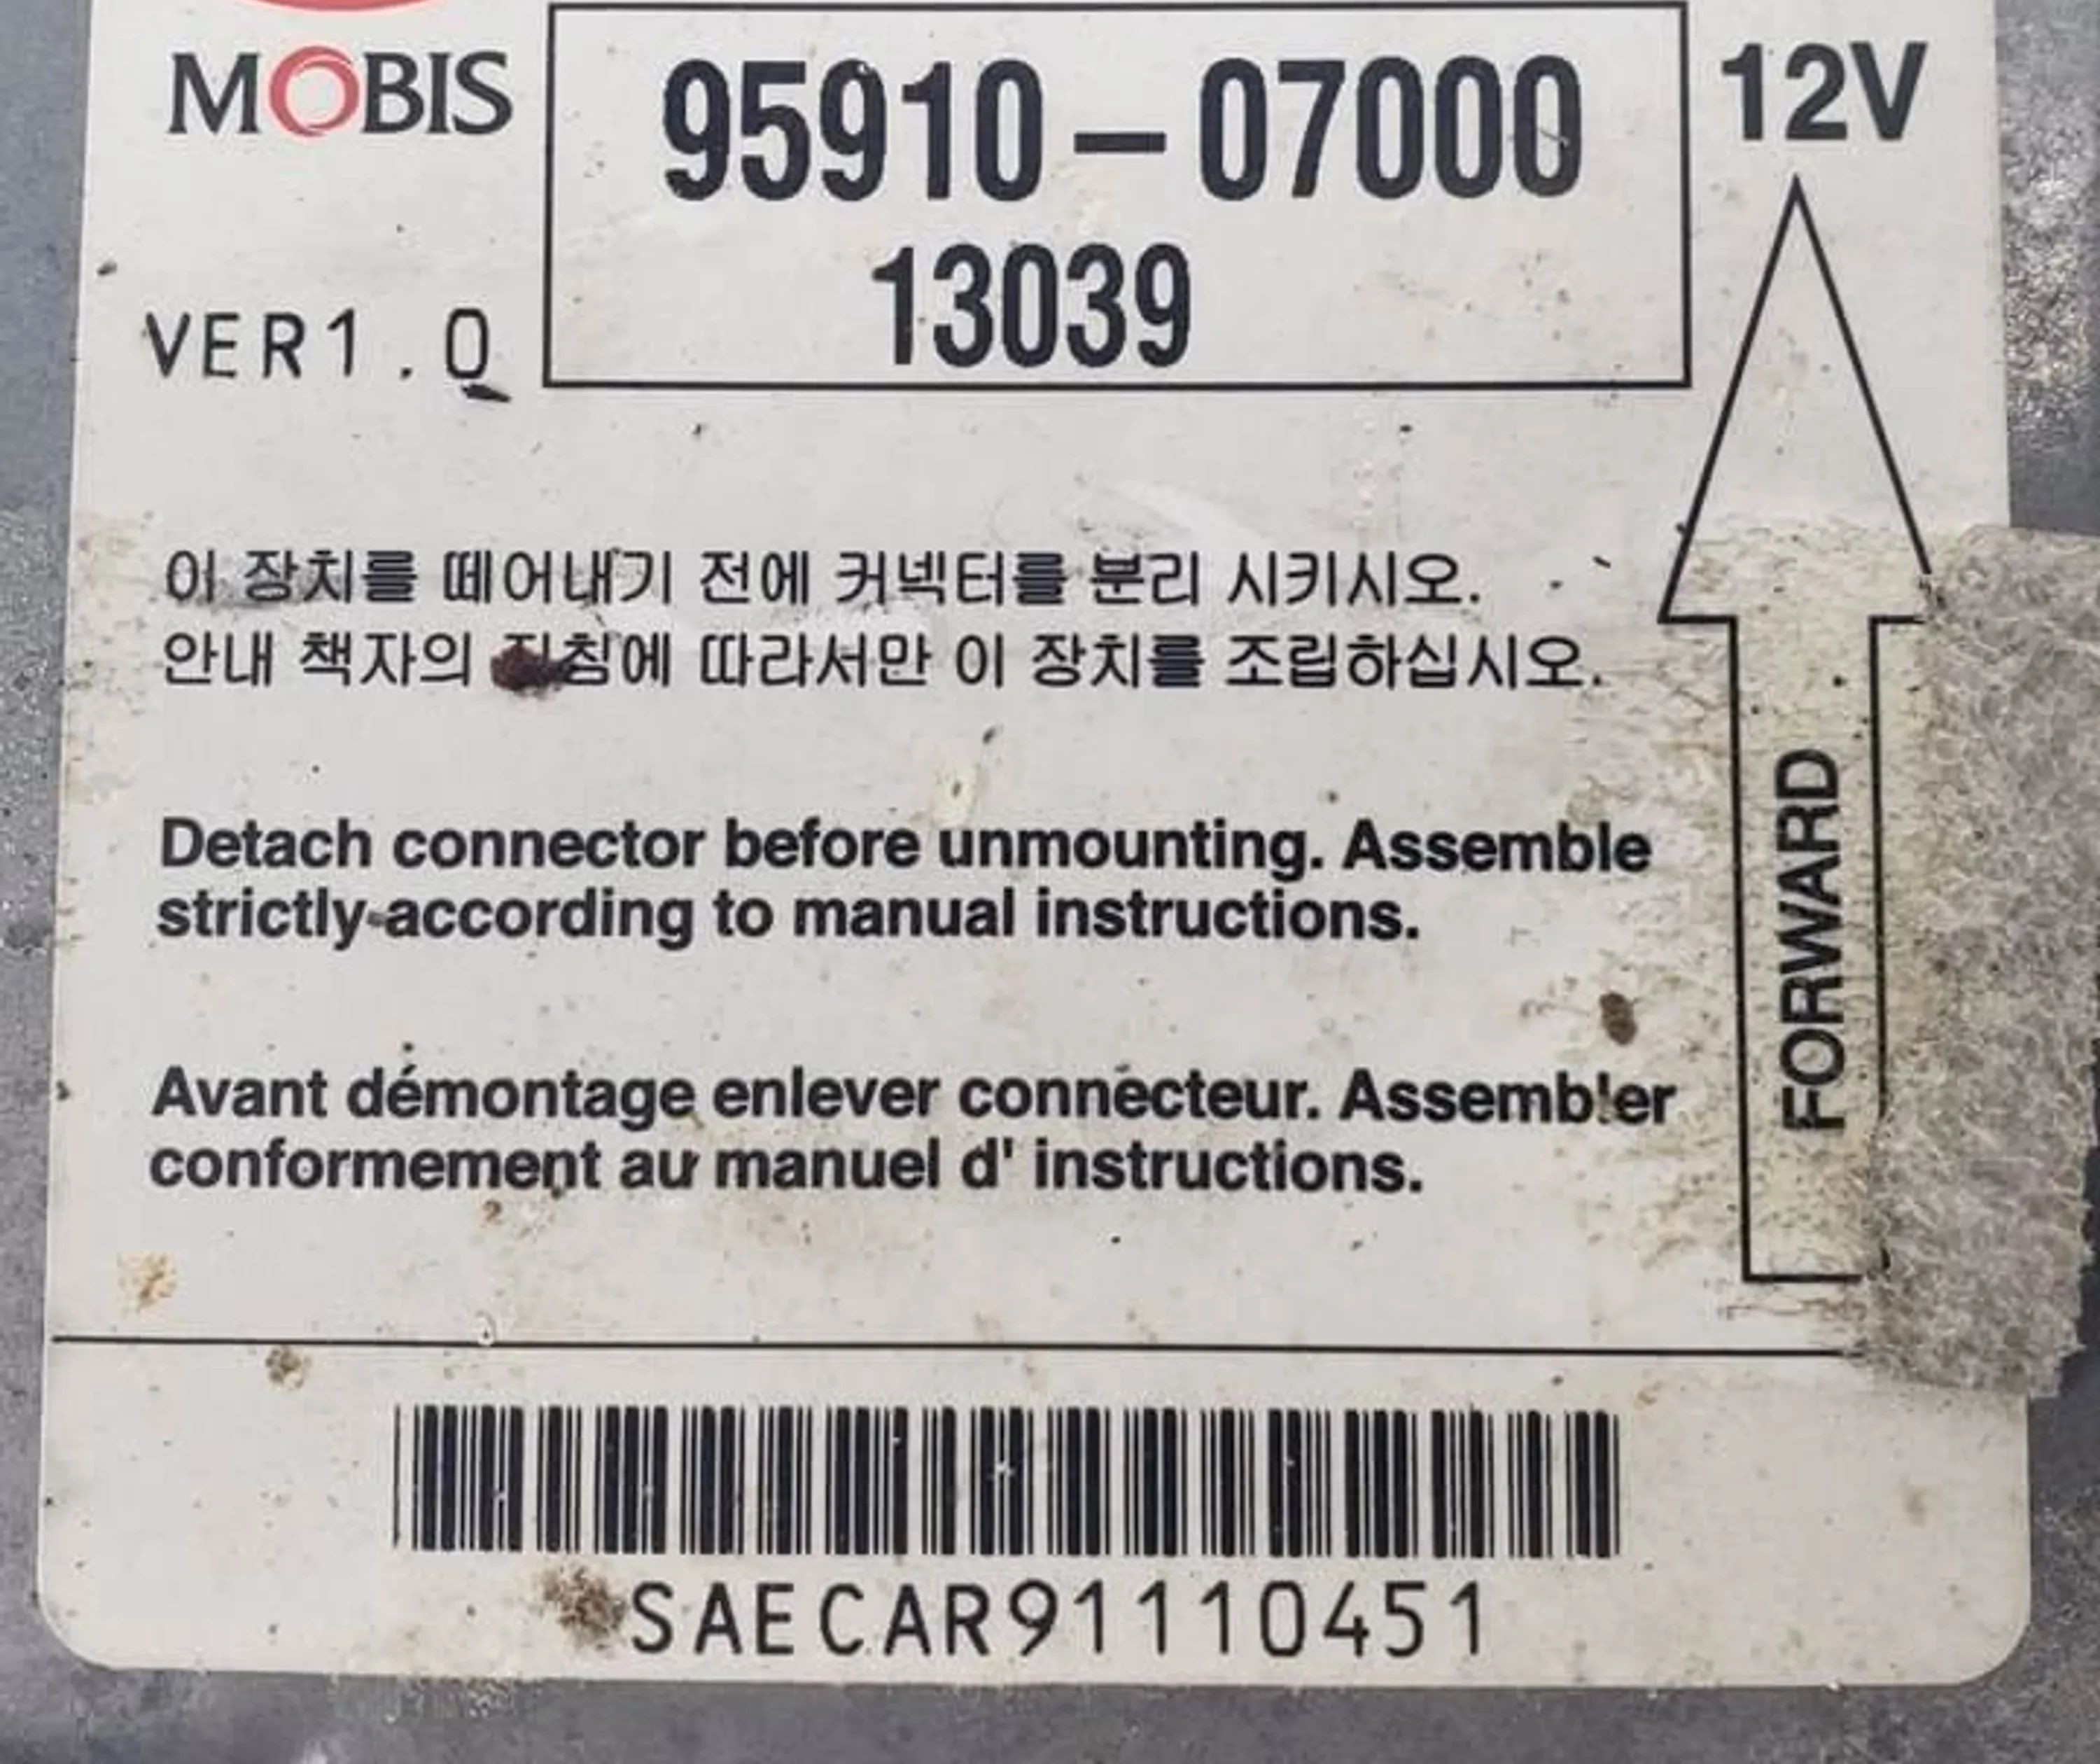 MOBIS
95910-07000
12V
13039
VER1.0
이 장치를 떼어내기 전에 커넥터를 분리 시키시오.
안내 책자의 에 따라서만 이 장치를 조립하십시오.
Detach connector before unmounting. Assemble
strictly according to manual instructions.
Avant démontage enlever connecteur. Assembler
conformement au manuel d' instructions.
FORWARD
SAECAR91110451